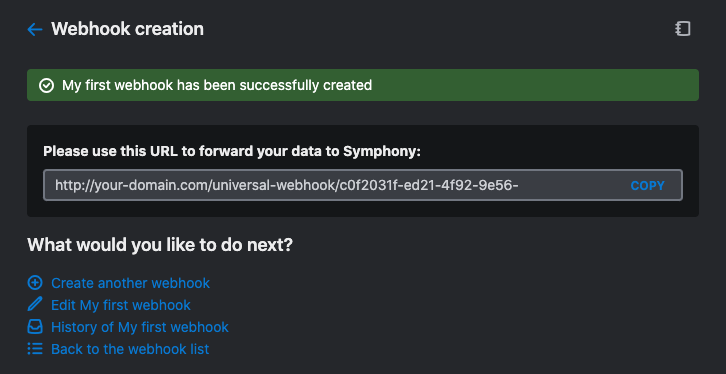 Webhook creation
My first webhook has been successfully created
Please use this URL to forward your data to Symphony:
http://your-domain.com/universal-webhook/c0f2031f-ed21-4f92-9e56- COPY
What would you like to do next?
Create another webhook
Edit My first webhook
History of My first webhook
Back to the webhook list